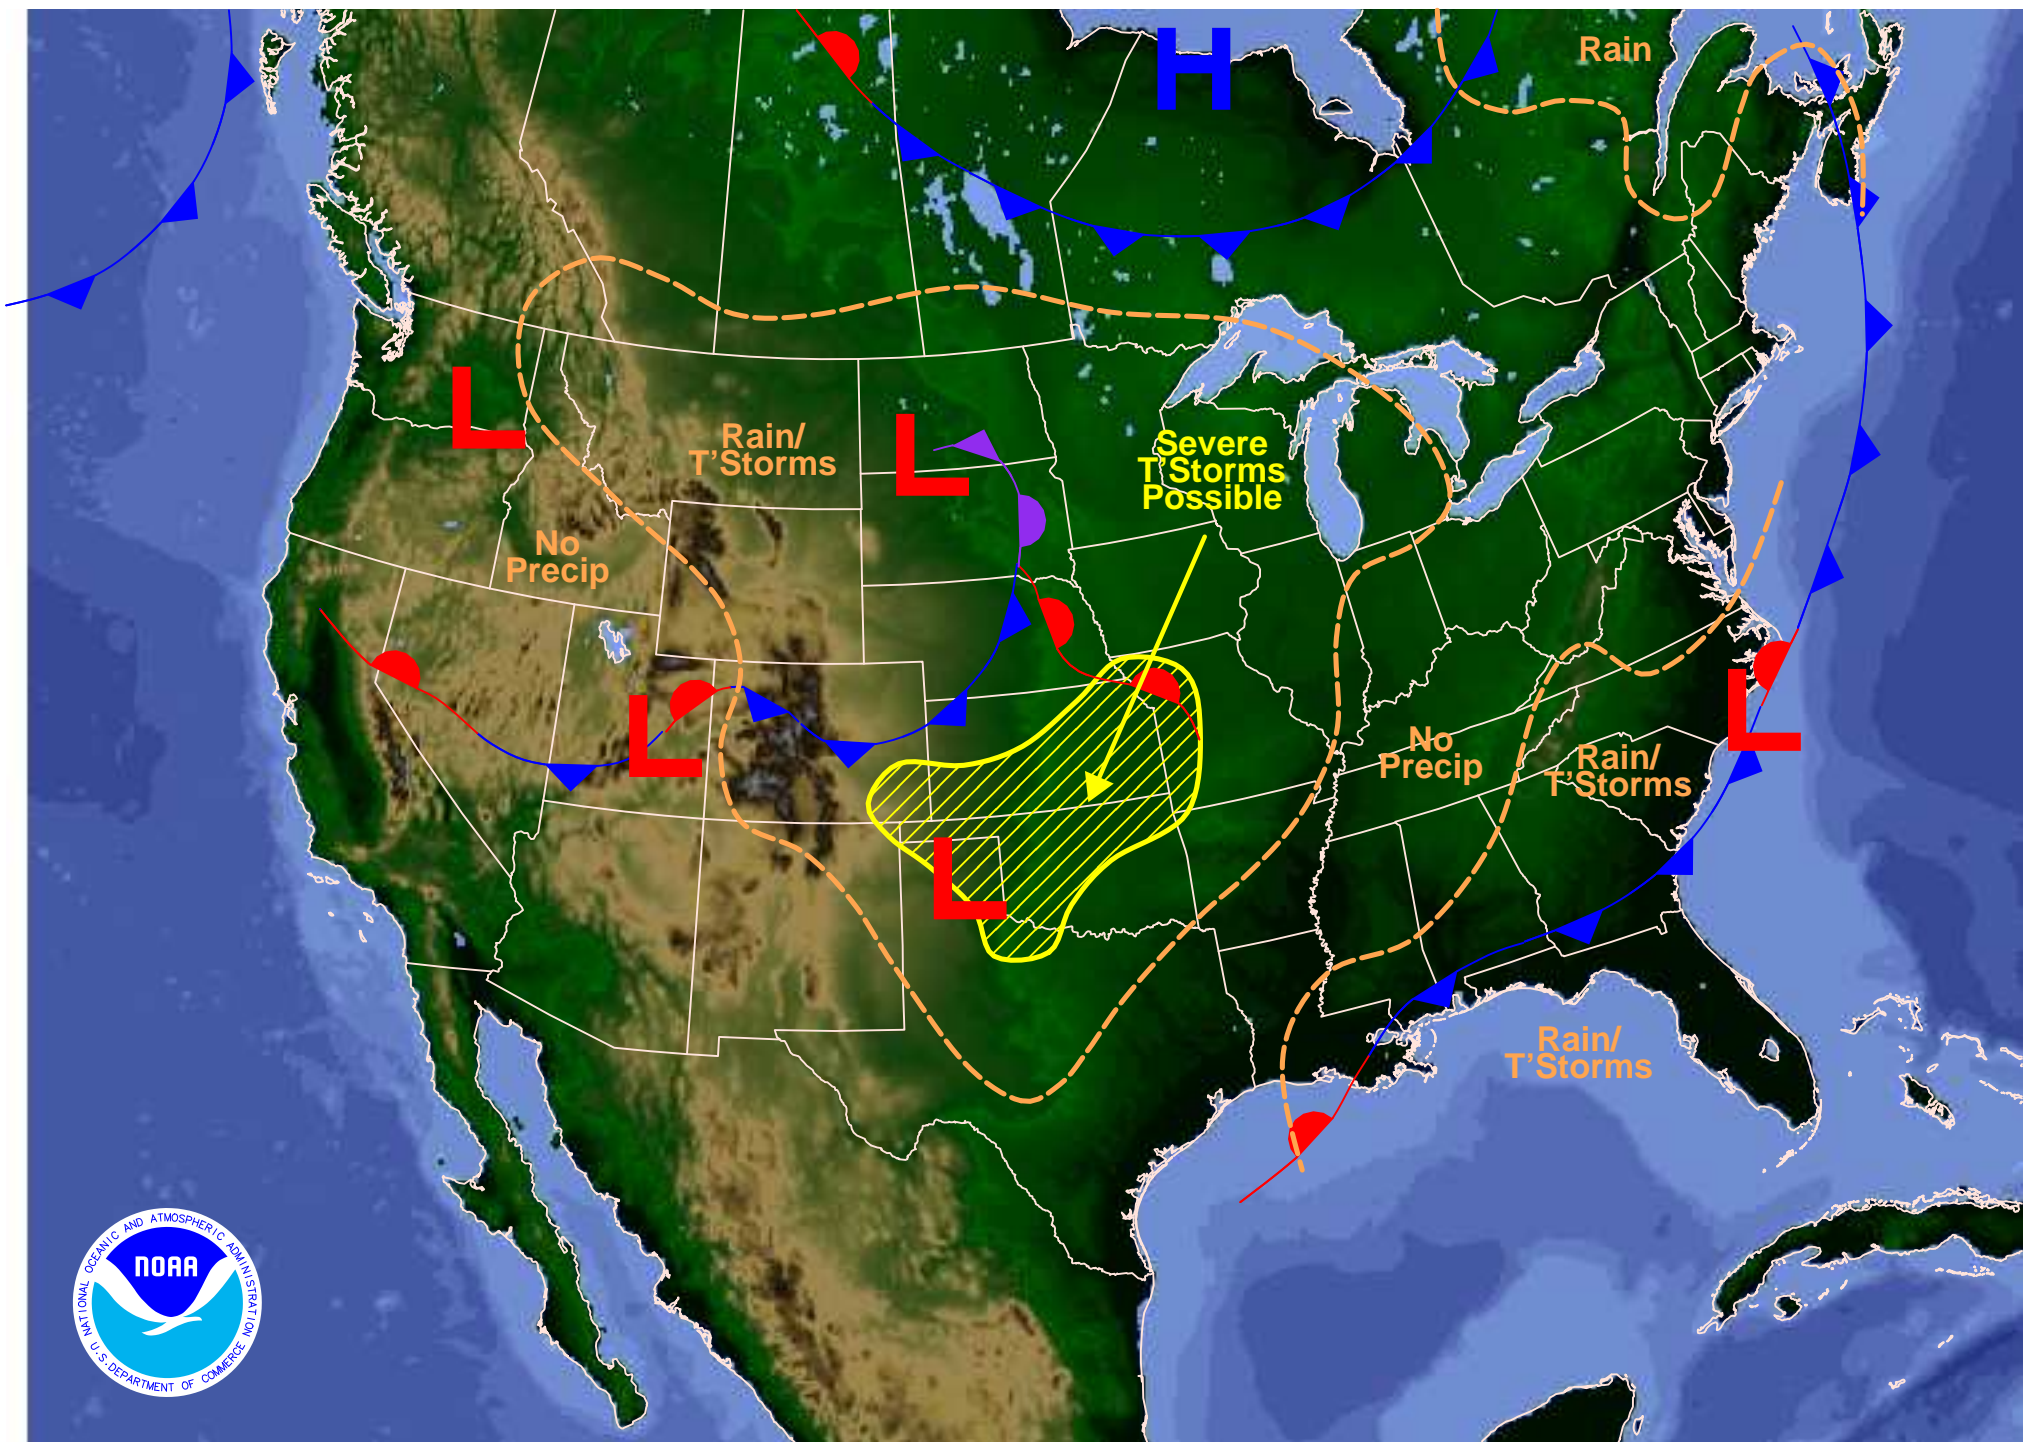 H
Rain
L
Rain/
T'Storms
L
Severe
T'Storms
Possible
No
Precip
L
L
No
Precip
Rain/
T'Storms
L
Rain/
T'Storms
NATIONAL OCEANIC AND ATMOSPHERIC ADMINISTRATION
NOAA
U.S. DEPARTMENT OF COMMERCE